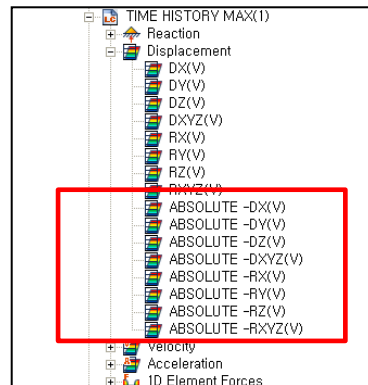 TIME HISTORY MAX(1)
Reaction
Displacement
DX(V)
DY(V)
DZ(V)
DXYZ(V)
RX(V)
RY(V)
RZ(V)
RXYZ(V)
ABSOLUTE -DX(V)
ABSOLUTE -DY(V)
ABSOLUTE -DZ(V)
ABSOLUTE -DXYZ(V)
ABSOLUTE -RX(V)
ABSOLUTE -RY(V)
ABSOLUTE -RZ(V)
ABSOLUTE -RXYZ(V)
Velocity
Acceleration
1D Element Forces